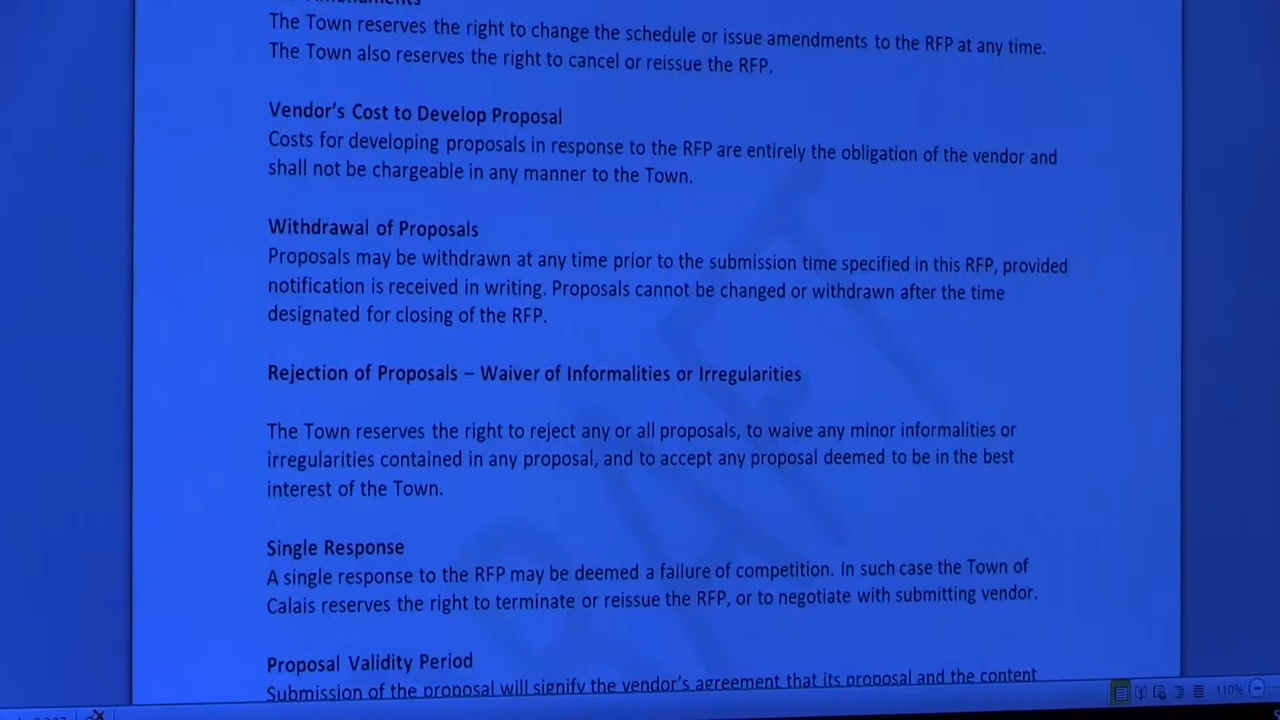 The Town reserves the right to change the schedule or issue amendments to the RFP at any time.
The Town also reserves the right to cancel or reissue the RFP.
Vendor's Cost to Develop Proposal
Costs for developing proposals in response to the RFP are entirely the obligation of the vendor and
shall not be chargeable in any manner to the Town.
Withdrawal of Proposals
Proposals may be withdrawn at any time prior to the submission time specified in this RFP, provided
notification is received in writing. Proposals cannot be changed or withdrawn after the time
designated for closing of the RFP.
Rejection of Proposals – Waiver of Informalities or Irregularities
The Town reserves the right to reject any or all proposals, to waive any minor informalities or
irregularities contained in any proposal, and to accept any proposal deemed to be in the best
interest of the Town.
Single Response
A single response to the RFP may be deemed a failure of competition. In such case the Town of
Calais reserves the right to terminate or reissue the RFP, or to negotiate with submitting vendor.
Proposal Validity Period
Submission of the proposal will signify the vendor's agreement that its proposal and the content
110%
DRAFT